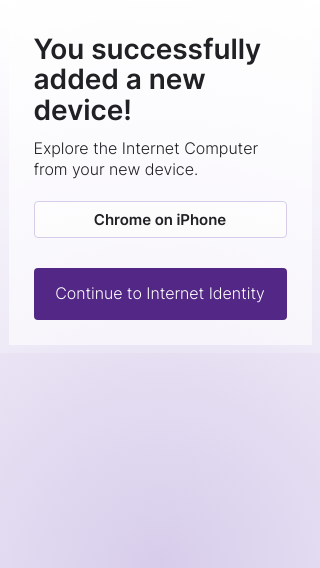 You successfully
added a new
device!
Explore the Internet Computer
from your new device.
Chrome on iPhone
Continue to Internet Identity